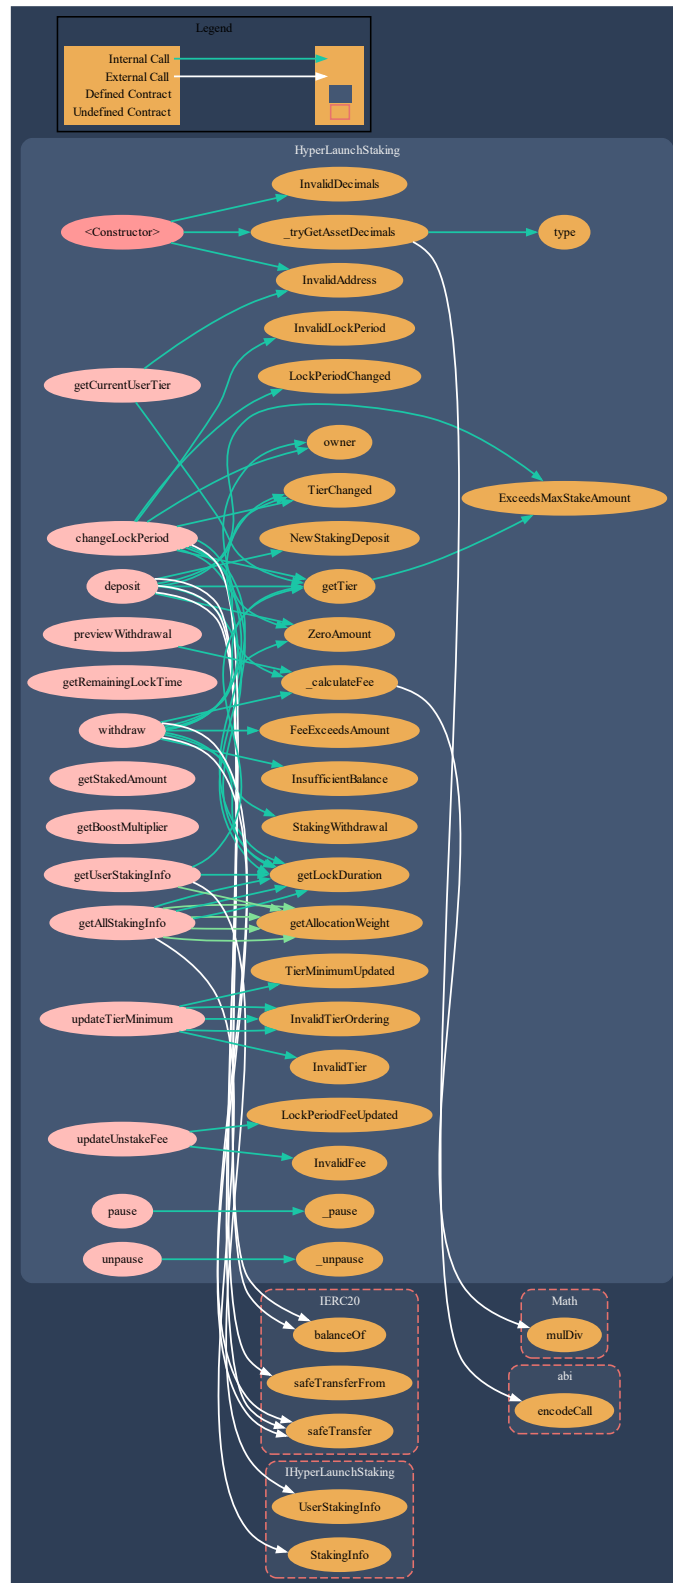 Legend
Internal Call
External Call
Defined Contract
Undefined Contract
HyperLaunchStaking
InvalidDecimals
<Constructor>
_tryGetAssetDecimals
type
InvalidAddress
InvalidLockPeriod
LockPeriodChanged
getCurrentUserTier
owner
TierChanged
ExceedsMaxStakeAmount
changeLockPeriod
NewStakingDeposit
deposit
getTier
previewWithdrawal
ZeroAmount
getRemainingLockTime
_calculateFee
withdraw
FeeExceedsAmount
getStakedAmount
InsufficientBalance
getBoostMultiplier
StakingWithdrawal
getUserStakingInfo
getLockDuration
getAllStakingInfo
getAllocationWeight
TierMinimumUpdated
updateTierMinimum
InvalidTierOrdering
InvalidTier
LockPeriodFeeUpdated
updateUnstakeFee
InvalidFee
pause
_pause
unpause
_unpause
IERC20
Math
balanceOf
mulDiv
abi
safeTransferFrom
encodeCall
safeTransfer
IHyperLaunchStaking
UserStakingInfo
StakingInfo